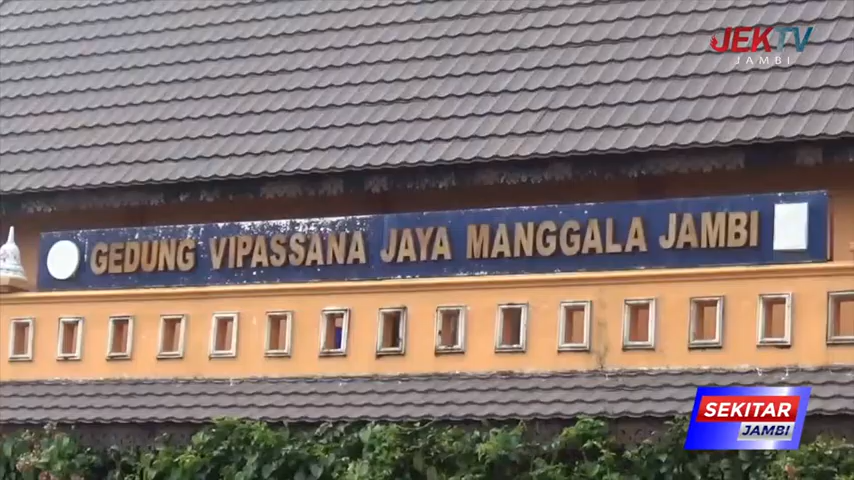 JEKTV
JAMBI
GEDUNG VIPASSANA JAYA MANGGALA JAMBI
SEKITAR
JAMBI